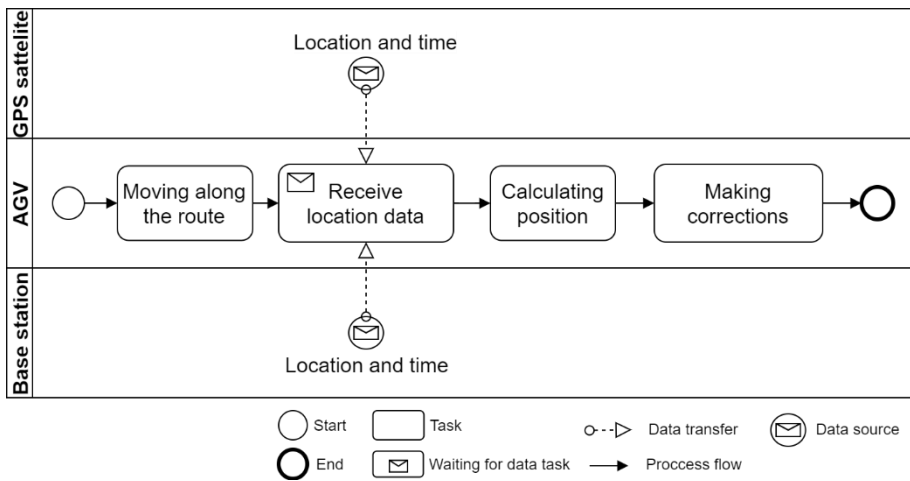 GPS sattelite
Location and time
AGV
Moving along
the route
Receive
location data
Calculating
position
Making
corrections
Base station
Location and time
Start
Task
Data transfer
Data source
End
Waiting for data task
Proccess flow